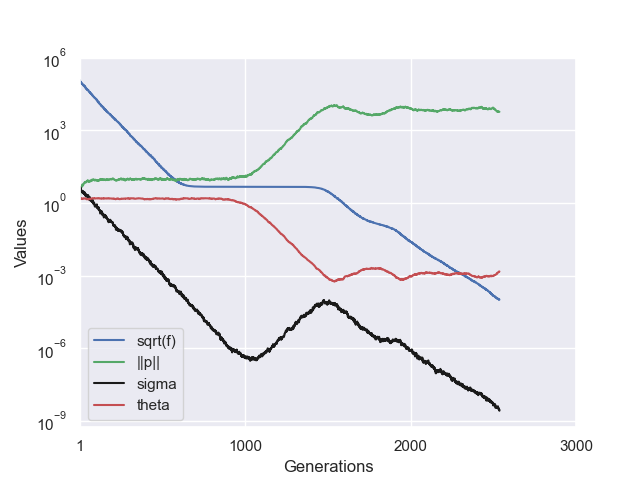 10^6
10^3
10^0
10^−3
10^−6
10^−9
Values
sqrt(f)
||p||
sigma
theta
1 1000 2000 3000
Generations